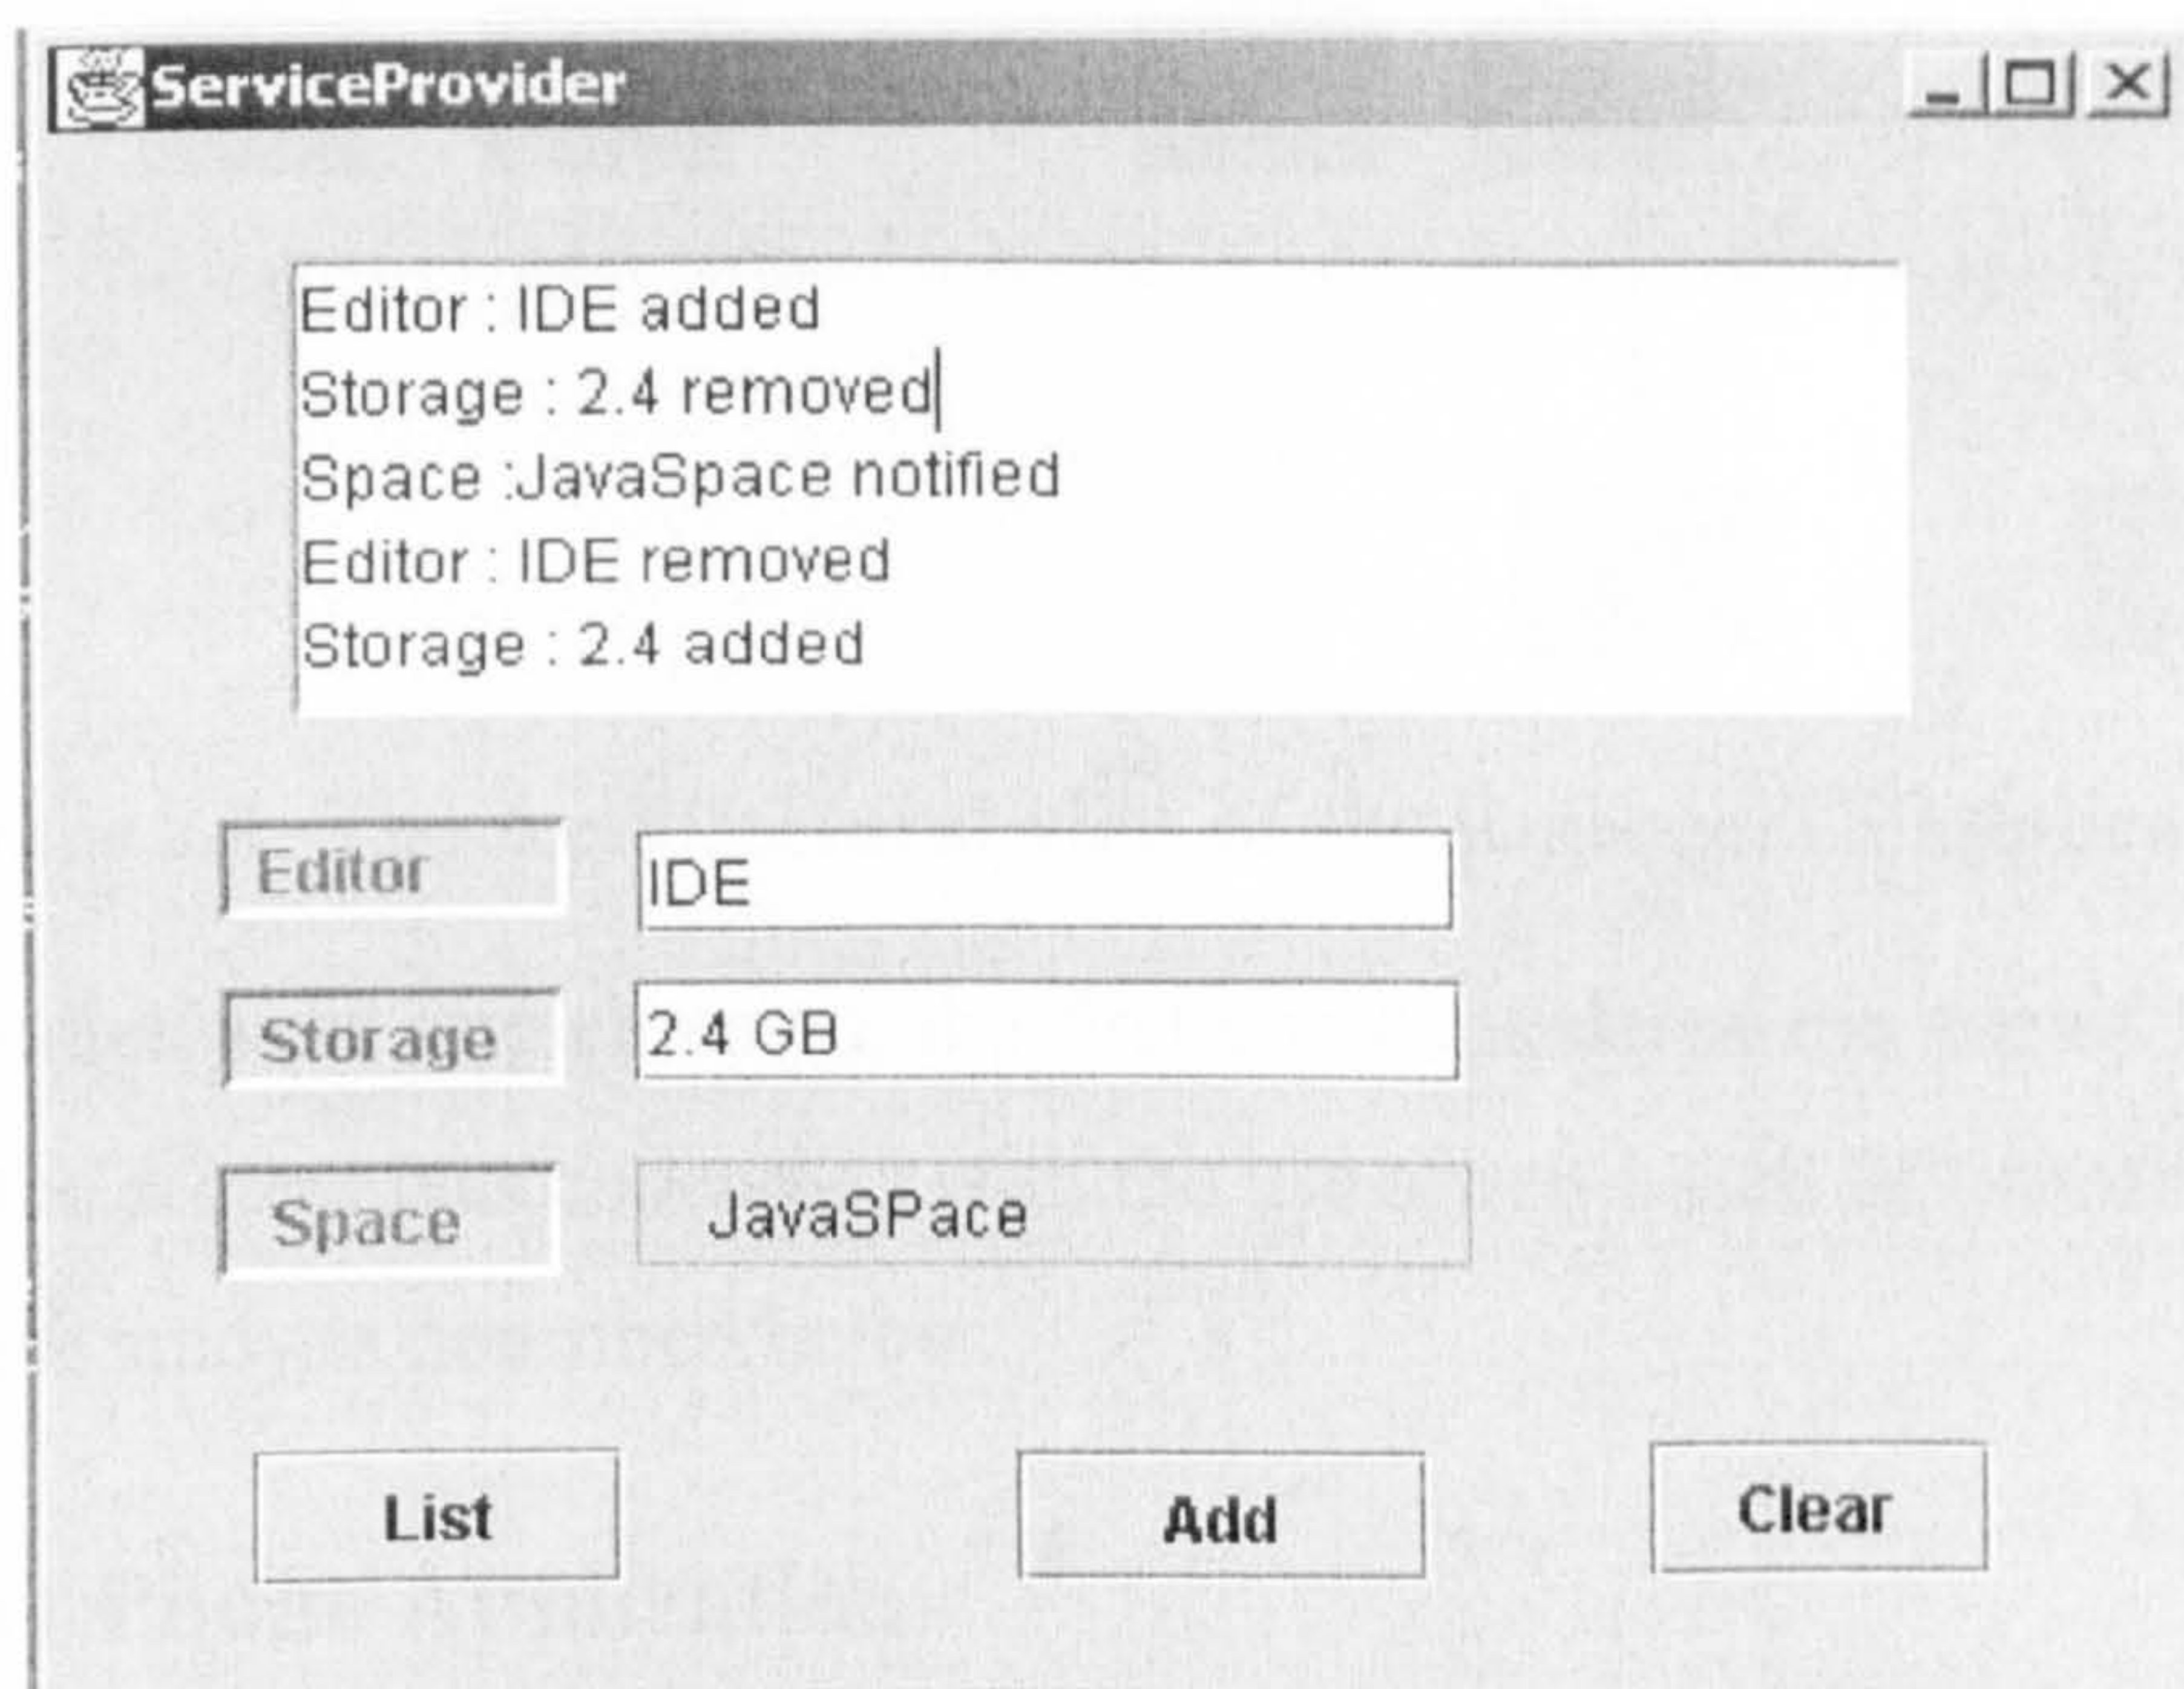 ServiceProvider
Editor : IDE added
Storage : 2.4 removed
Space :JavaSpace notified
Editor : IDE removed
Storage : 2.4 added
Editor IDE
Storage 2.4 GB
Space JavaSPace
List Add Clear